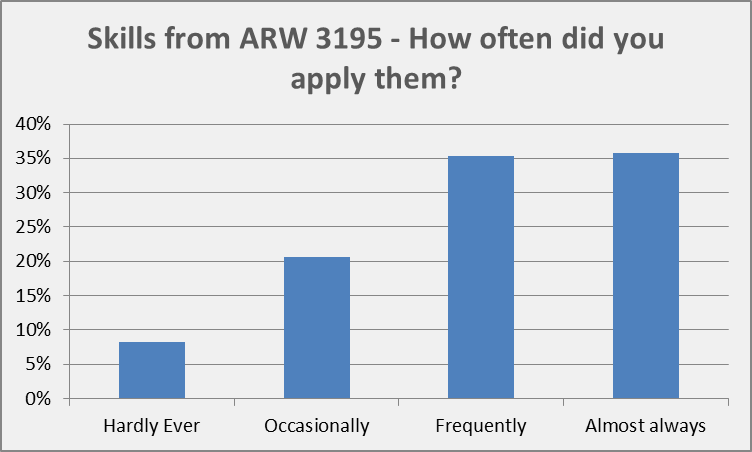 Skills from ARW 3195 - How often did you
apply them?
40%
35%
30%
25%
20%
15%
10%
5%
0%
Hardly Ever
Occasionally
Frequently
Almost always